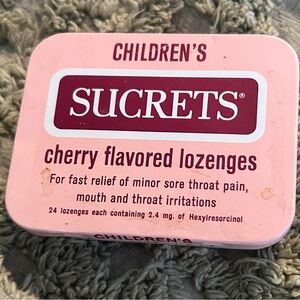 CHILDREN'S
SUCRETS®
cherry flavored lozenges
For fast relief of minor sore throat pain,
mouth and throat irritations
24 lozenges each containing 2.4 mg. of Hexylresorcinol
CHILDREN'S